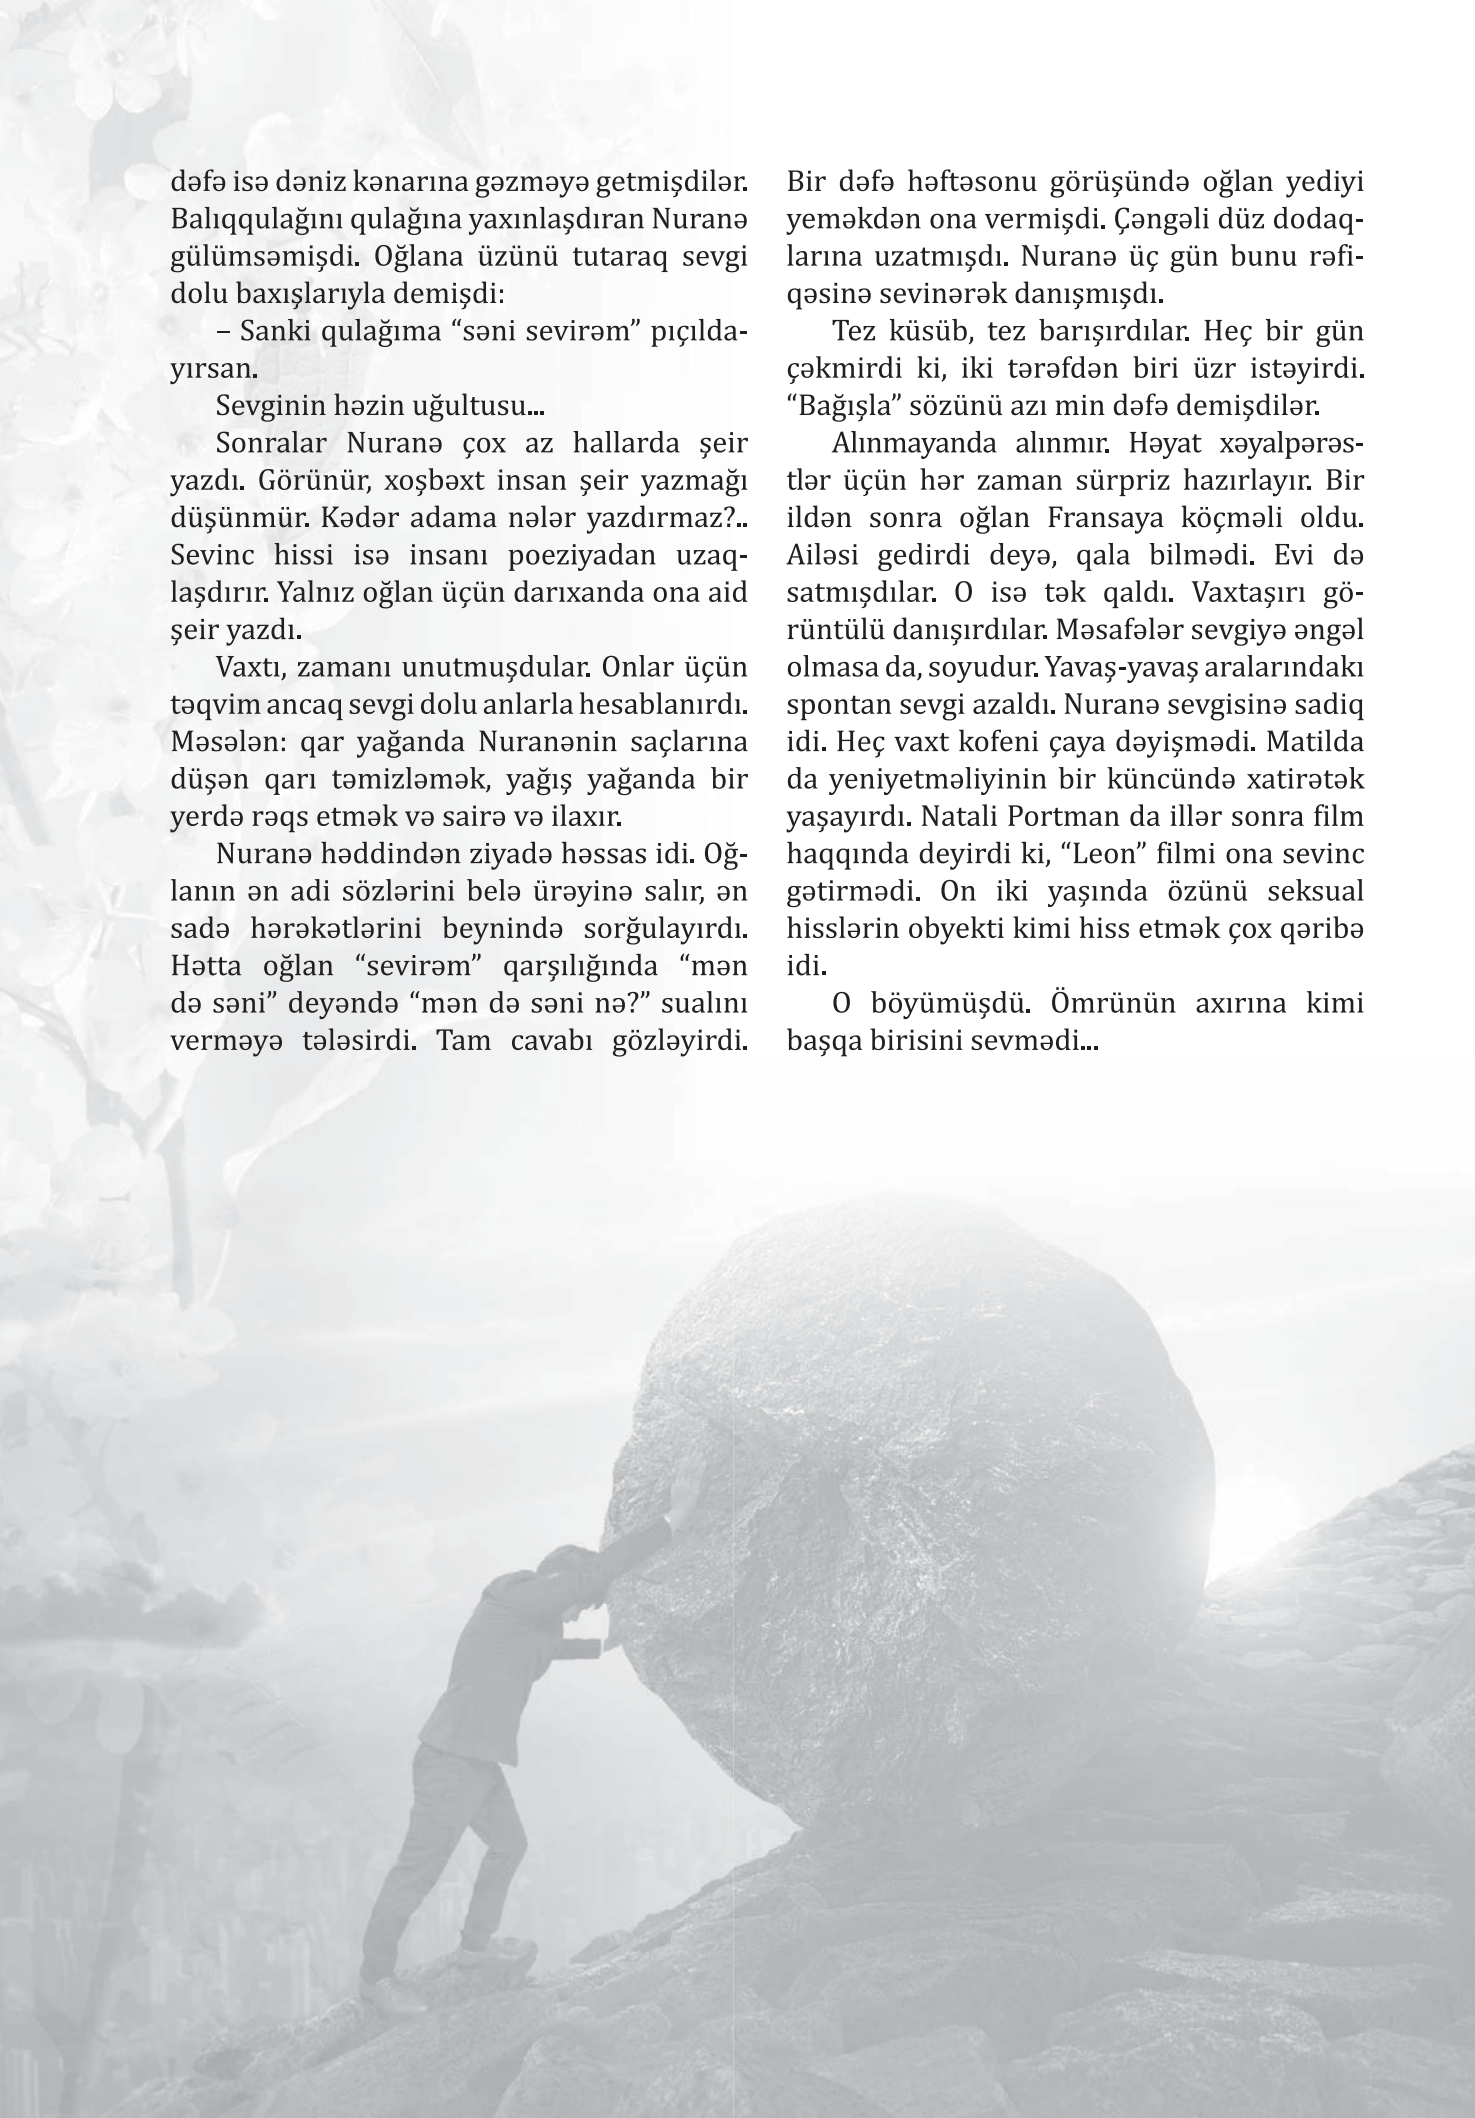 dəfə isə dəniz kənarına gəzməyə getmişdilər.
Balıqqulağını qulağına yaxınlaşdıran Nuranə
gülümsəmişdi. Oğlana üzünü tutaraq sevgi
dolu baxışlarıyla demişdi:
– Sanki qulağıma “səni sevirəm” pıçılda-
yırsan.
Sevginin həzin uğultusu...
Sonralar Nuranə çox az hallarda şeir
yazdı. Görünür, xoşbəxt insan şeir yazmağı
düşünmür. Kədər adama nələr yazdırmaz?..
Sevinc hissi isə insanı poeziyadan uzaq-
laşdırır. Yalnız oğlan üçün darıxanda ona aid
şeir yazdı.
Vaxtı, zamanı unutmuşdular. Onlar üçün
təqvim ancaq sevgi dolu anlarla hesablanırdı.
Məsələn: qar yağanda Nuranənin saçlarına
düşən qarı təmizləmək, yağış yağanda bir
yerdə rəqs etmək və sairə və ilaxır.
Nuranə həddindən ziyadə həssas idi. Oğ-
lanın ən adi sözlərini belə ürəyinə salır, ən
sadə hərəkətlərini beynində sorğulayırdı.
Hətta oğlan “sevirəm” qarşılığında “mən
də səni” deyəndə “mən də səni nə?” sualını
verməyə tələsirdi. Tam cavabı gözləyirdi.
Bir dəfə həftəsonu görüşündə oğlan yediyi
yeməkdən ona vermişdi. Çəngəli düz dodaq-
larına uzatmışdı. Nuranə üç gün bunu rəfi-
qəsinə sevinərək danışmışdı.
Tez küsüb, tez barışırdılar. Heç bir gün
çəkmirdi ki, iki tərəfdən biri üzr istəyirdi.
“Bağışla” sözünü azı min dəfə demişdilər.
Alınmayanda alınmır. Həyat xəyalpərəs-
tlər üçün hər zaman sürpriz hazırlayır. Bir
ildən sonra oğlan Fransaya köçməli oldu.
Ailəsi gedirdi deyə, qala bilmədi. Evi də
satmışdılar. O isə tək qaldı. Vaxtaşırı gö-
rüntülü danışırdılar. Məsafələr sevgiyə əngəl
olmasa da, soyudur. Yavaş-yavaş aralarındakı
spontan sevgi azaldı. Nuranə sevgisinə sadiq
idi. Heç vaxt kofeni çaya dəyişmədi. Matilda
da yeniyetməliyinin bir küncündə xatirətək
yaşayırdı. Natali Portman da illər sonra film
haqqında deyirdi ki, “Leon” filmi ona sevinc
gətirmədi. On iki yaşında özünü seksual
hisslərin obyekti kimi hiss etmək çox qəribə
idi.
O böyümüşdü. Ömrünün axırına kimi
başqa birisini sevmədi...